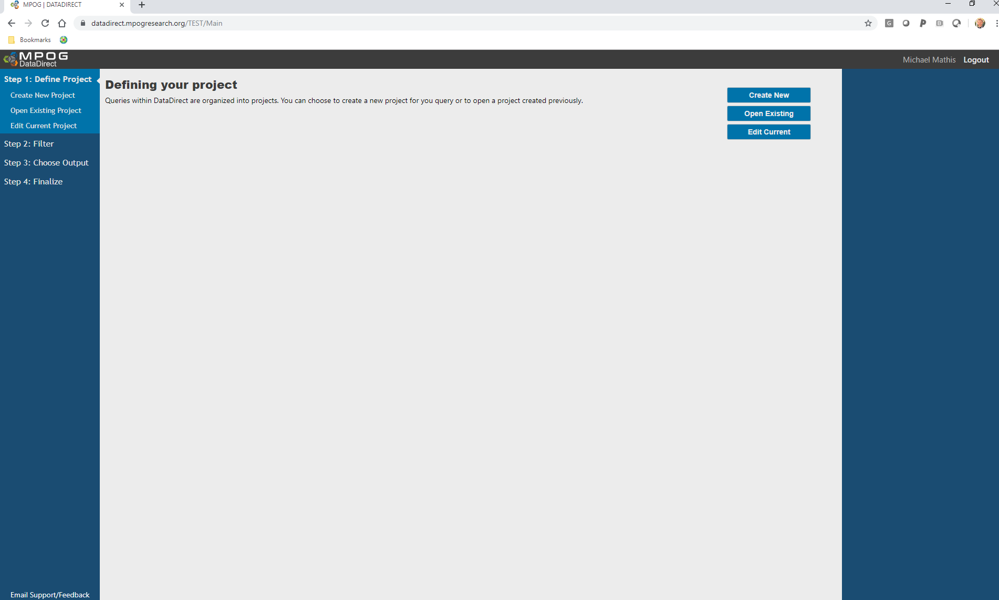 MPOG | DATADIRECT
datadirect.mpogresearch.org/TEST/Main
G
P
B
Bookmarks
MPOG
DataDirect
Michael Mathis Logout
Step 1: Define Project
Create New Project
Open Existing Project
Edit Current Project
Step 2: Filter
Step 3: Choose Output
Step 4: Finalize
Email Support/Feedback
Defining your project
Queries within DataDirect are organized into projects. You can choose to create a new project for you query or to open a project created previously.
Create New
Open Existing
Edit Current